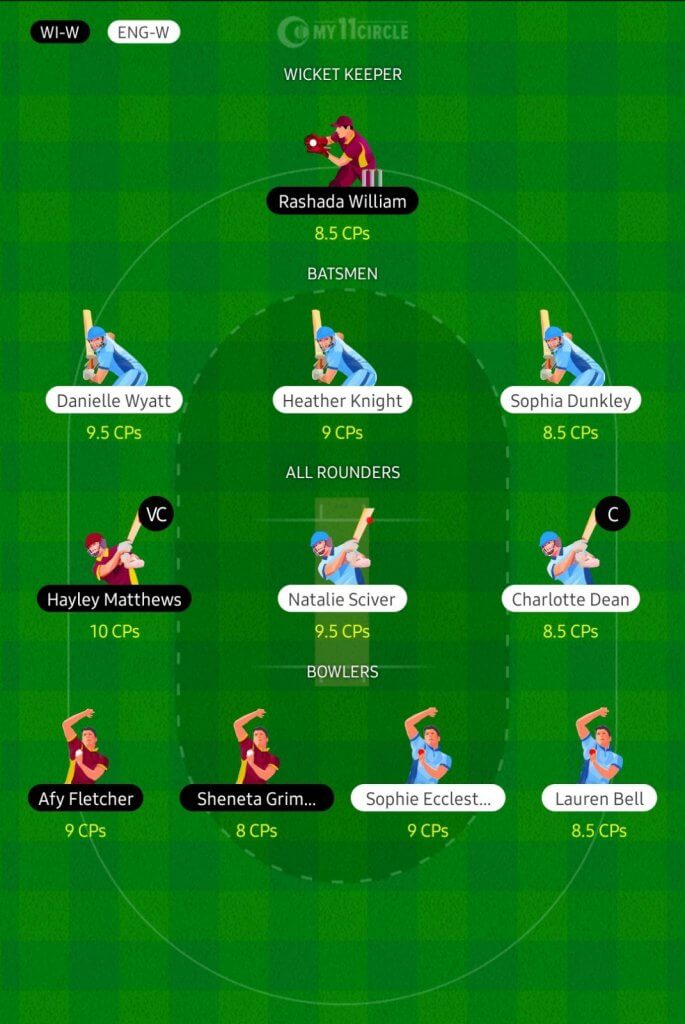 WI-W ENG-W MY11CIRCLE
WICKET KEEPER
Rashada William
8.5 CPs
BATSMEN
Danielle Wyatt Heather Knight Sophia Dunkley
9.5 CPs 9 CPs 8.5 CPs
ALL ROUNDERS
VC C
Hayley Matthews Natalie Sciver Charlotte Dean
10 CPs 9.5 CPs 8.5 CPs
BOWLERS
Afy Fletcher Sheneta Grim... Sophie Ecclest... Lauren Bell
9 CPs 8 CPs 9 CPs 8.5 CPs